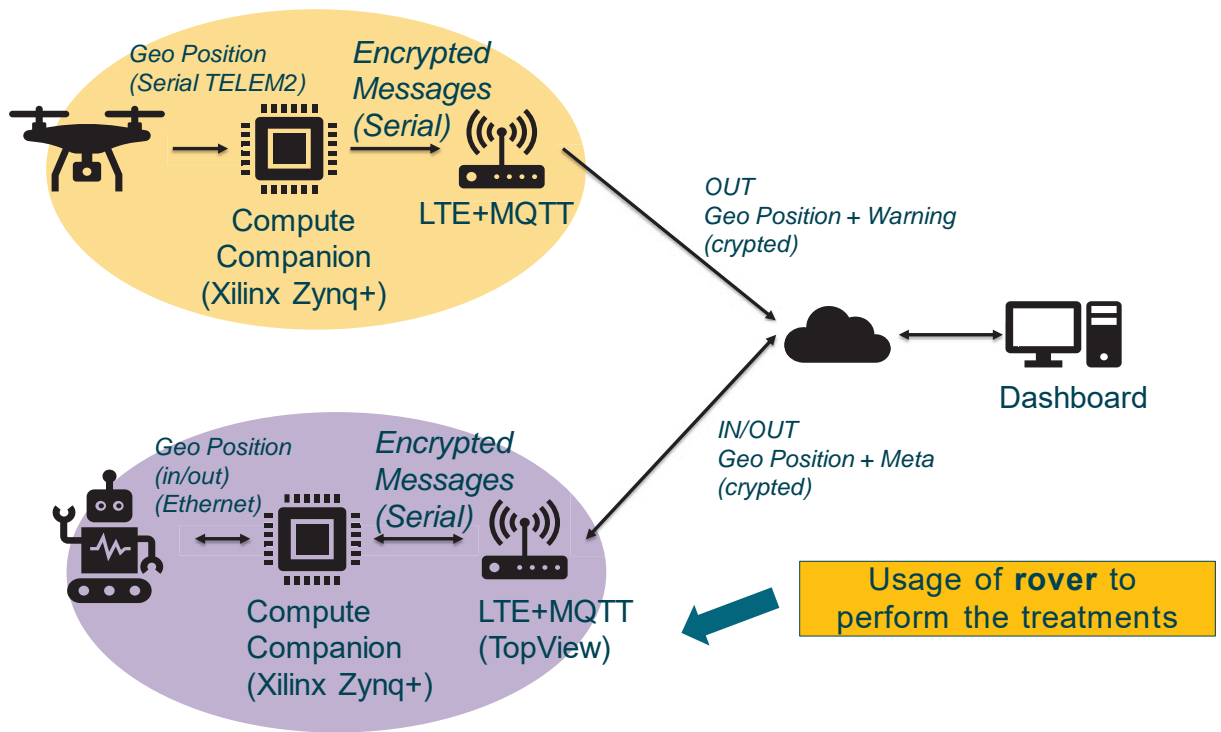 Geo Position
(Serial TELEM2)
Encrypted
Messages
(Serial)
Compute
Companion
(Xilinx Zynq+)
LTE+MQTT
OUT
Geo Position + Warning
(crypted)
Dashboard
IN/OUT
Geo Position + Meta
(crypted)
Geo Position
(in/out)
(Ethernet)
Encrypted
Messages
(Serial)
Compute
Companion
(Xilinx Zynq+)
LTE+MQTT
(TopView)
Usage of rover to
perform the treatments